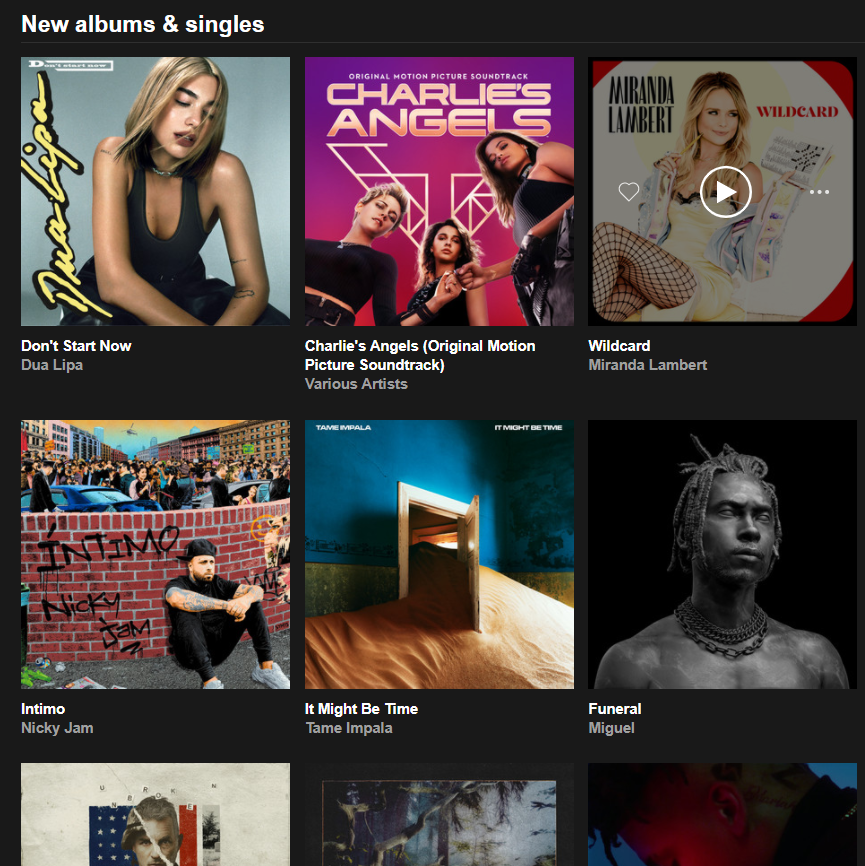 New albums & singles
Don't start now
Dua Lipa
ORIGINAL MOTION PICTURE SOUNDTRACK
CHARLIE'S
ANGELS
MIRANDA
LAMBERT
WILDCARD
Don't Start Now
Dua Lipa
Charlie's Angels (Original Motion
Picture Soundtrack)
Various Artists
Wildcard
Miranda Lambert
ÍNTIMO
Nicky
Jam
TAME IMPALA
IT MIGHT BE TIME
Intimo
Nicky Jam
It Might Be Time
Tame Impala
Funeral
Miguel
UNBROKEN